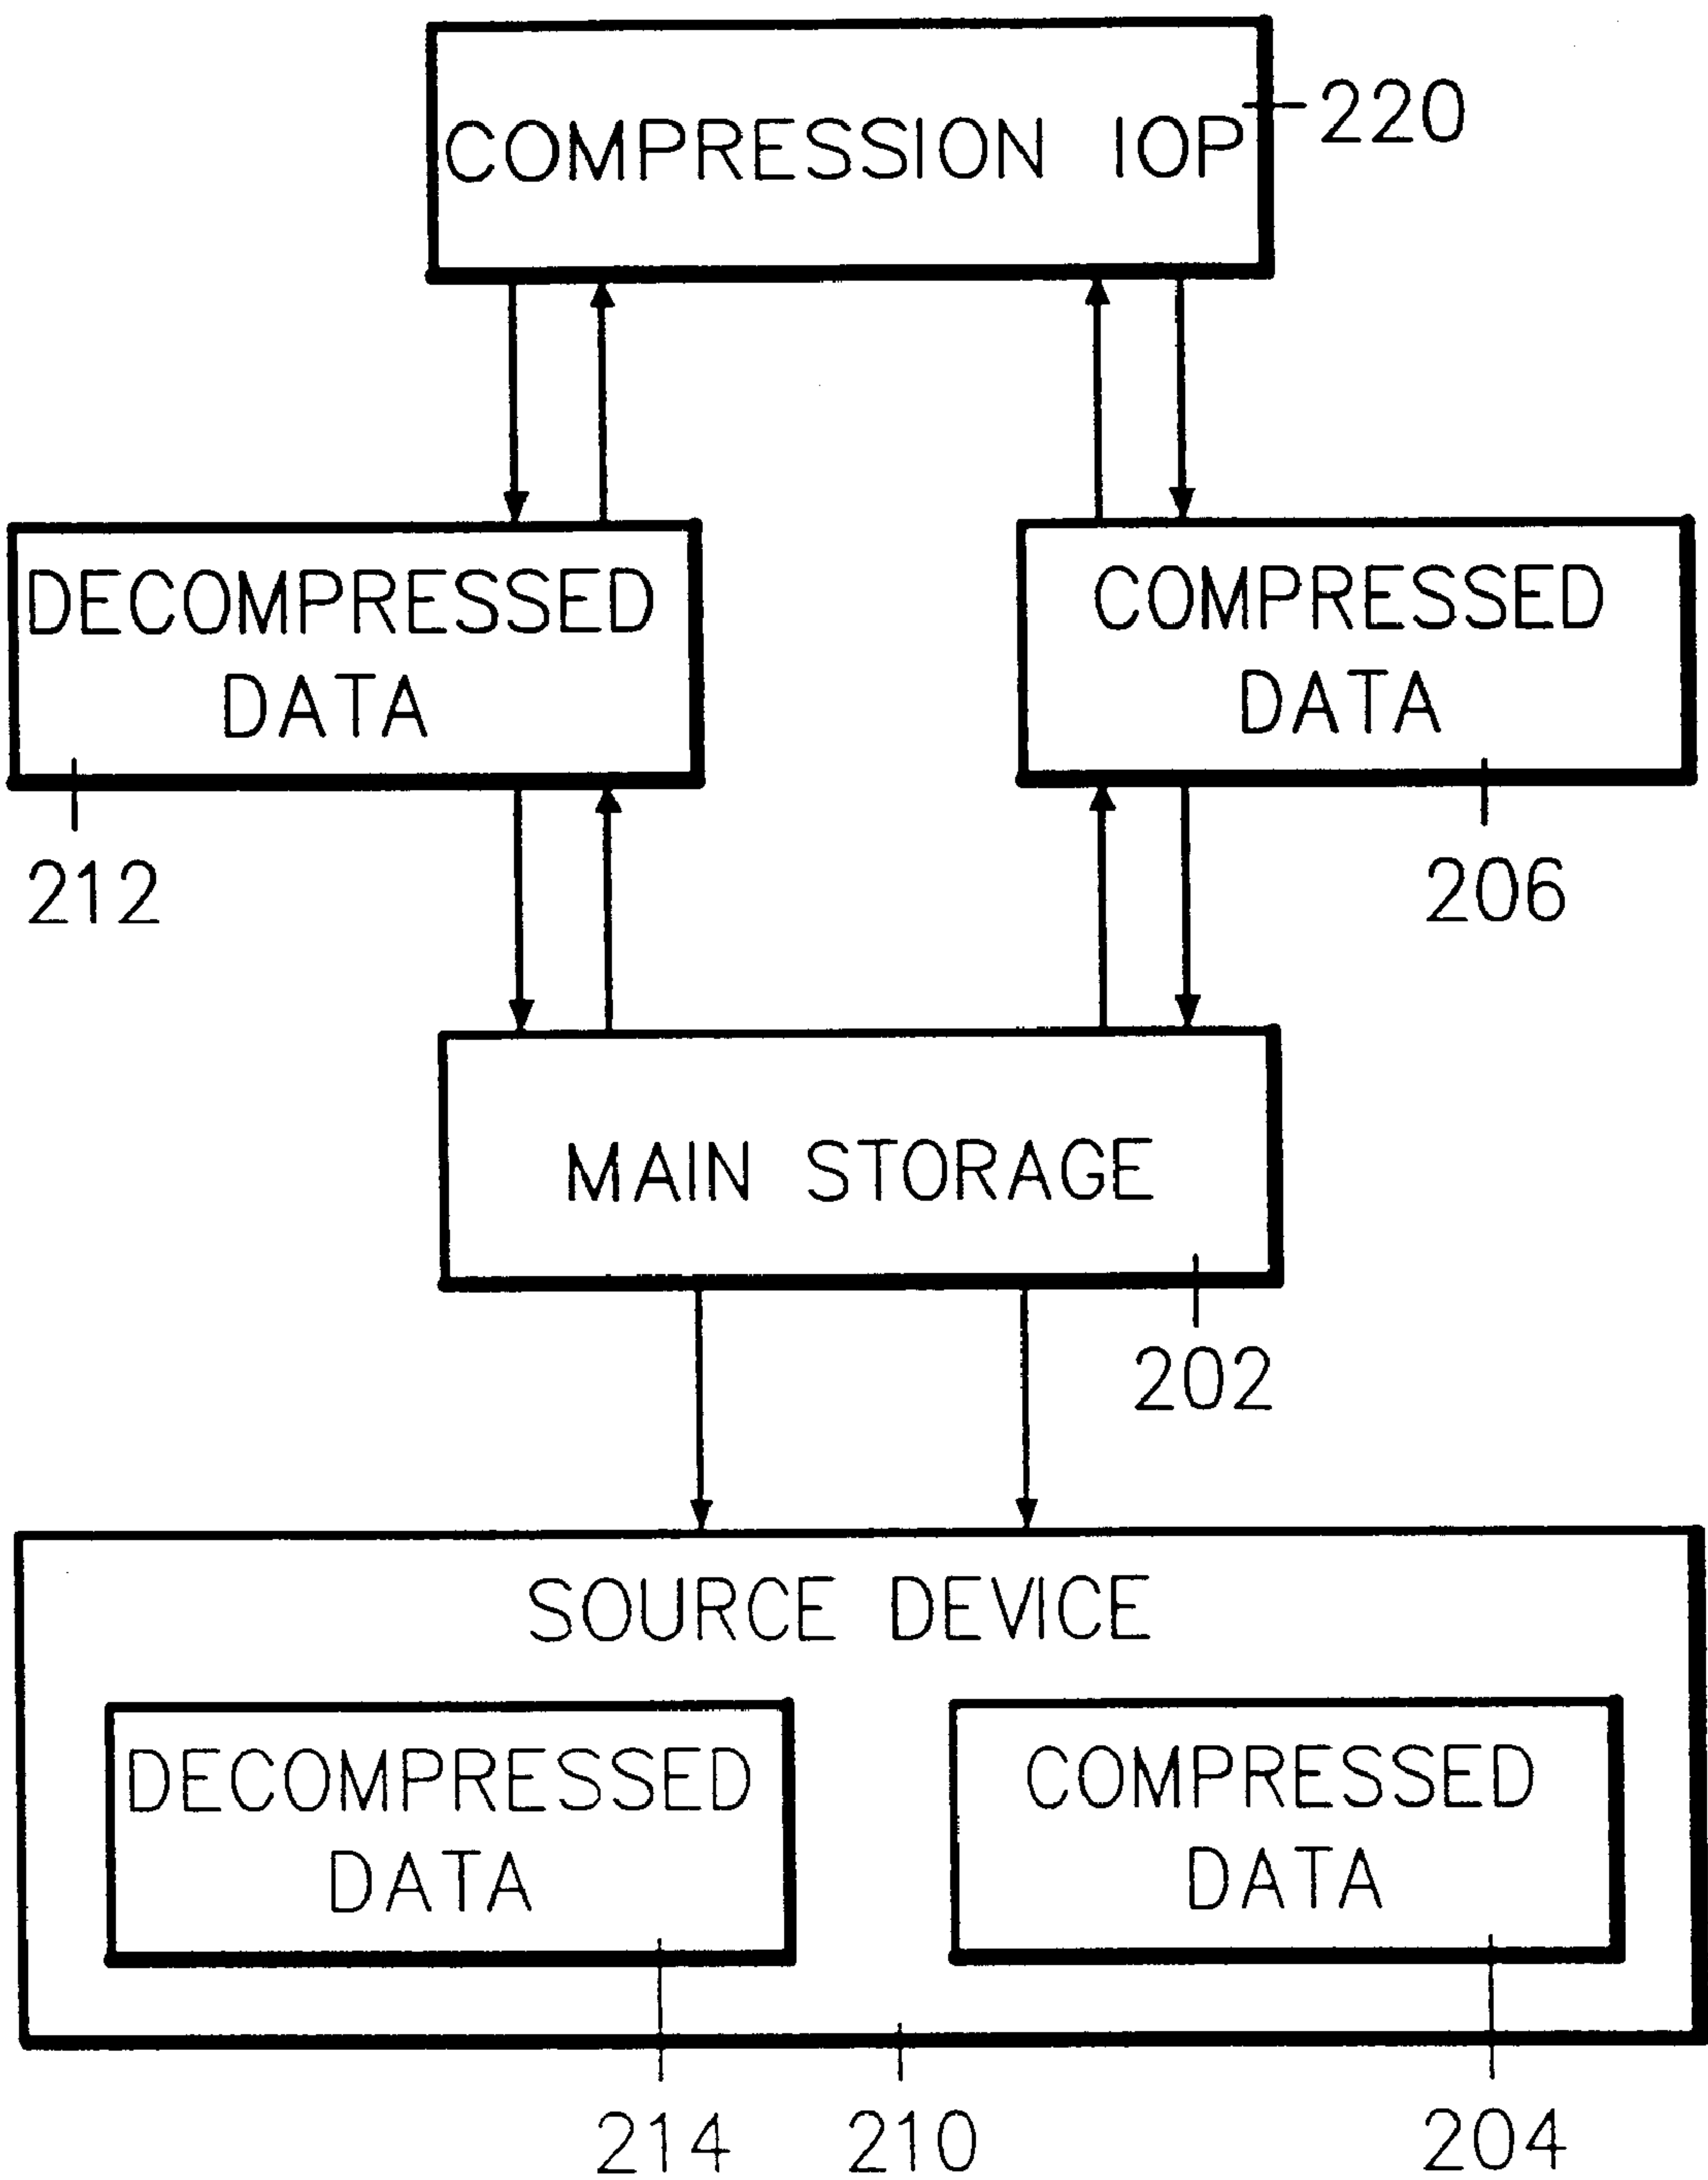 COMPRESSION IOP
220
DECOMPRESSED
DATA
COMPRESSED
DATA
212
206
MAIN STORAGE
202
SOURCE DEVICE
DECOMPRESSED
DATA
COMPRESSED
DATA
214
210
204